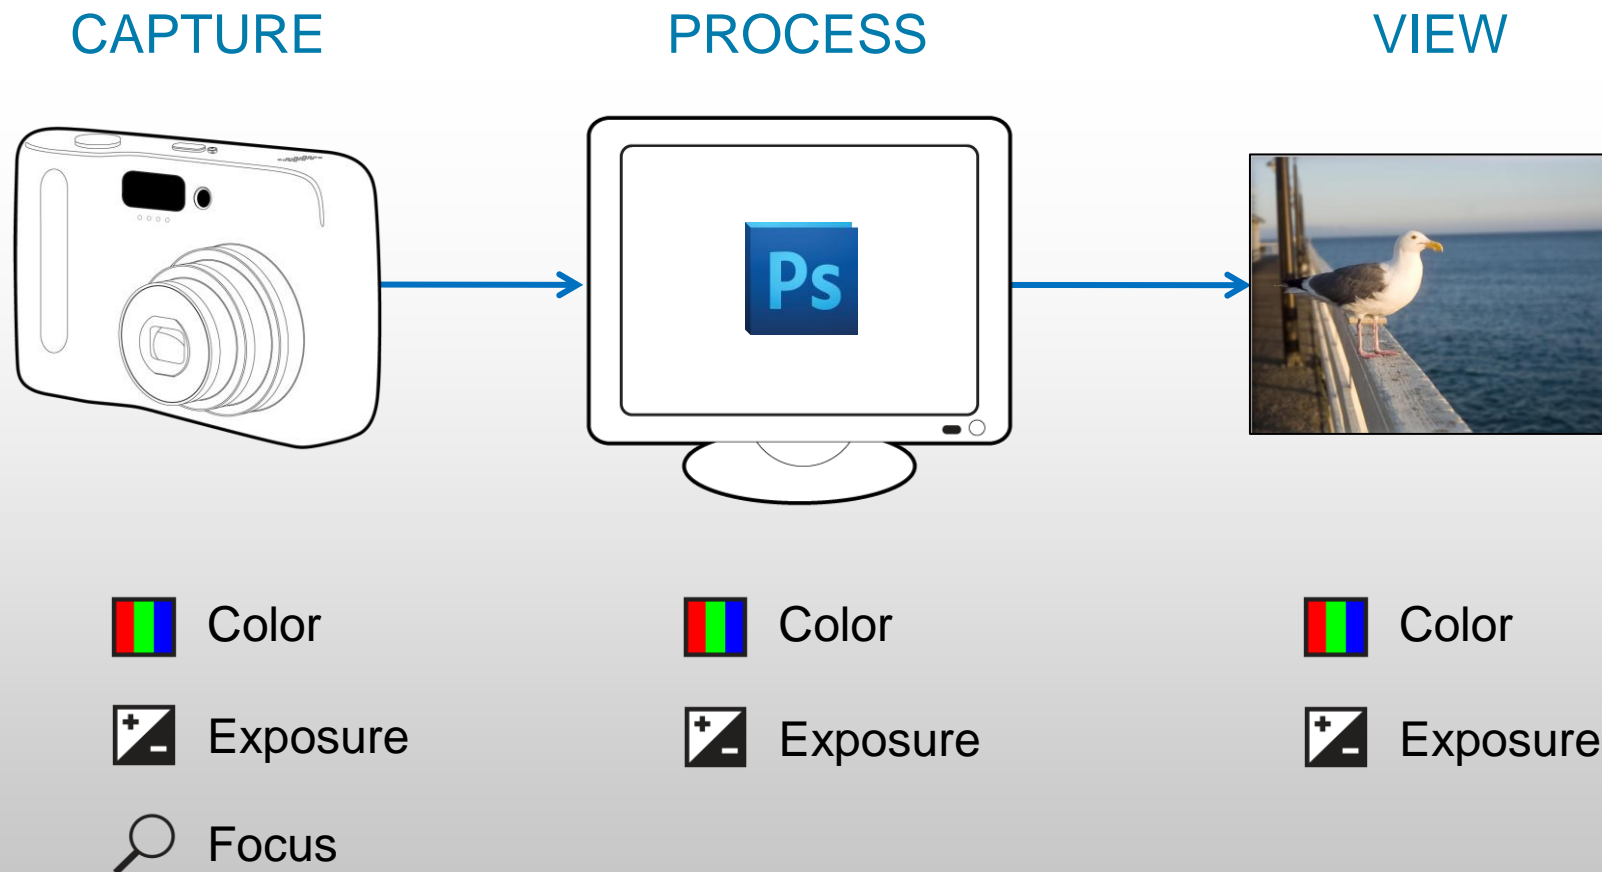 CAPTURE
PROCESS
VIEW
Ps
Color
Color
Color
Exposure
Exposure
Exposure
Focus